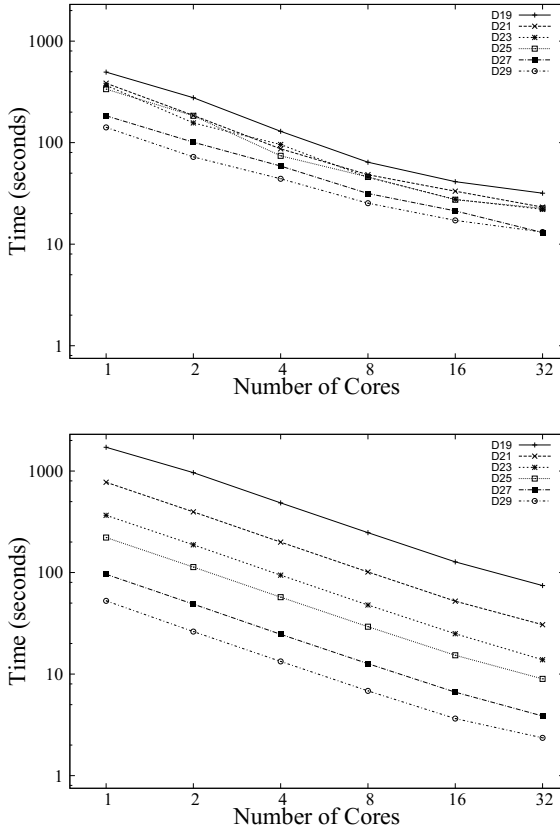 D19
D21
D23
D25
D27
D29
1000
100
10
1
Time (seconds)
1 2 4 8 16 32
Number of Cores
D19
D21
D23
D25
D27
D29
1000
100
10
1
Time (seconds)
1 2 4 8 16 32
Number of Cores